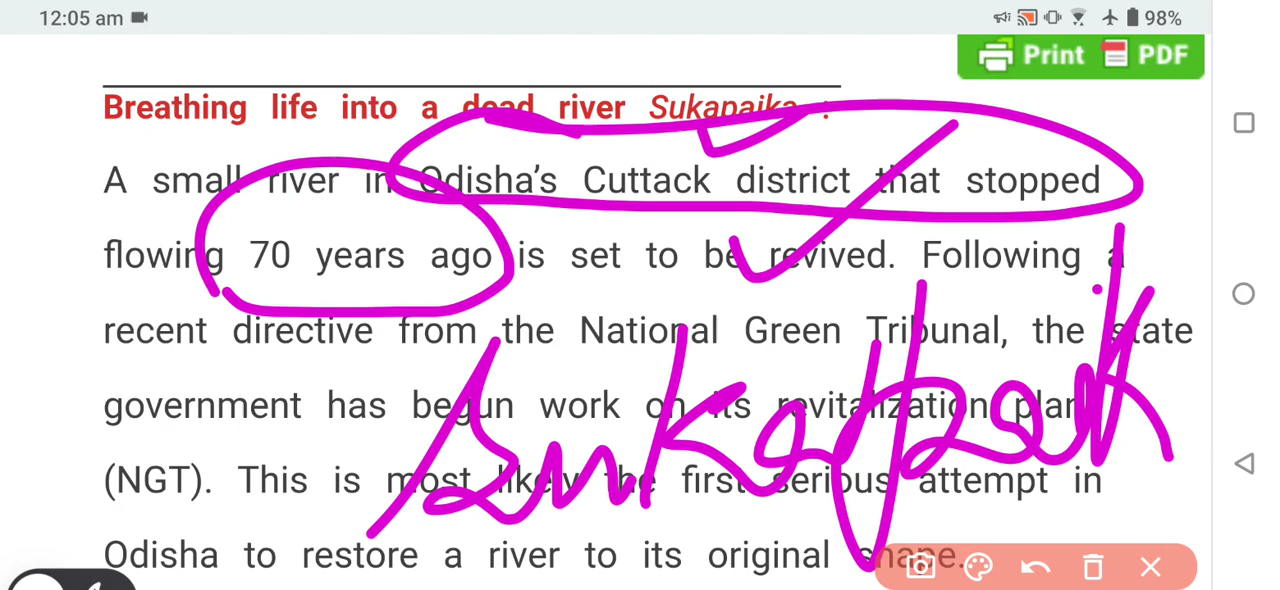 12:05 am 98%
Print PDF
Breathing life into a dead river Sukapaika :
A small river in Odisha's Cuttack district that stopped
flowing 70 years ago is set to be revived. Following a
recent directive from the National Green Tribunal, the state
government has begun work on its revitalization plan
(NGT). This is most likely the first serious attempt in
Odisha to restore a river to its original shape.
Sukapaik